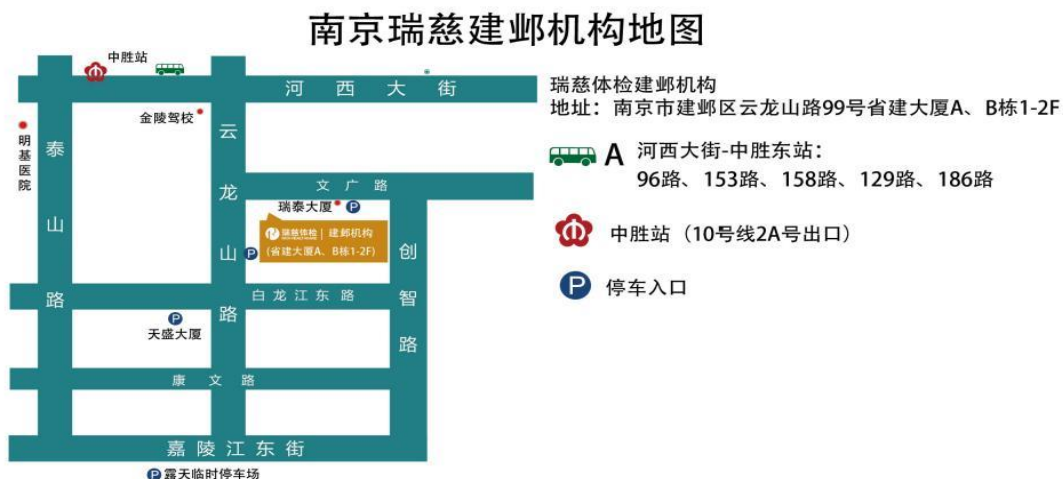 南京瑞慈建邺机构地图
中胜站
河西大街
金陵驾校
明基医院
泰山路
云龙山路
文广路
瑞泰大厦
P
瑞慈体检 | 建邺机构
(省建大厦A、B栋1-2F)
P
创智路
白龙江东路
P
天盛大厦
康文路
嘉陵江东街
P 露天临时停车场
瑞慈体检建邺机构
地址：南京市建邺区云龙山路99号省建大厦A、B栋1-2F
A 河西大街-中胜东站：
96路、153路、158路、129路、186路
中胜站（10号线2A号出口）
P 停车入口